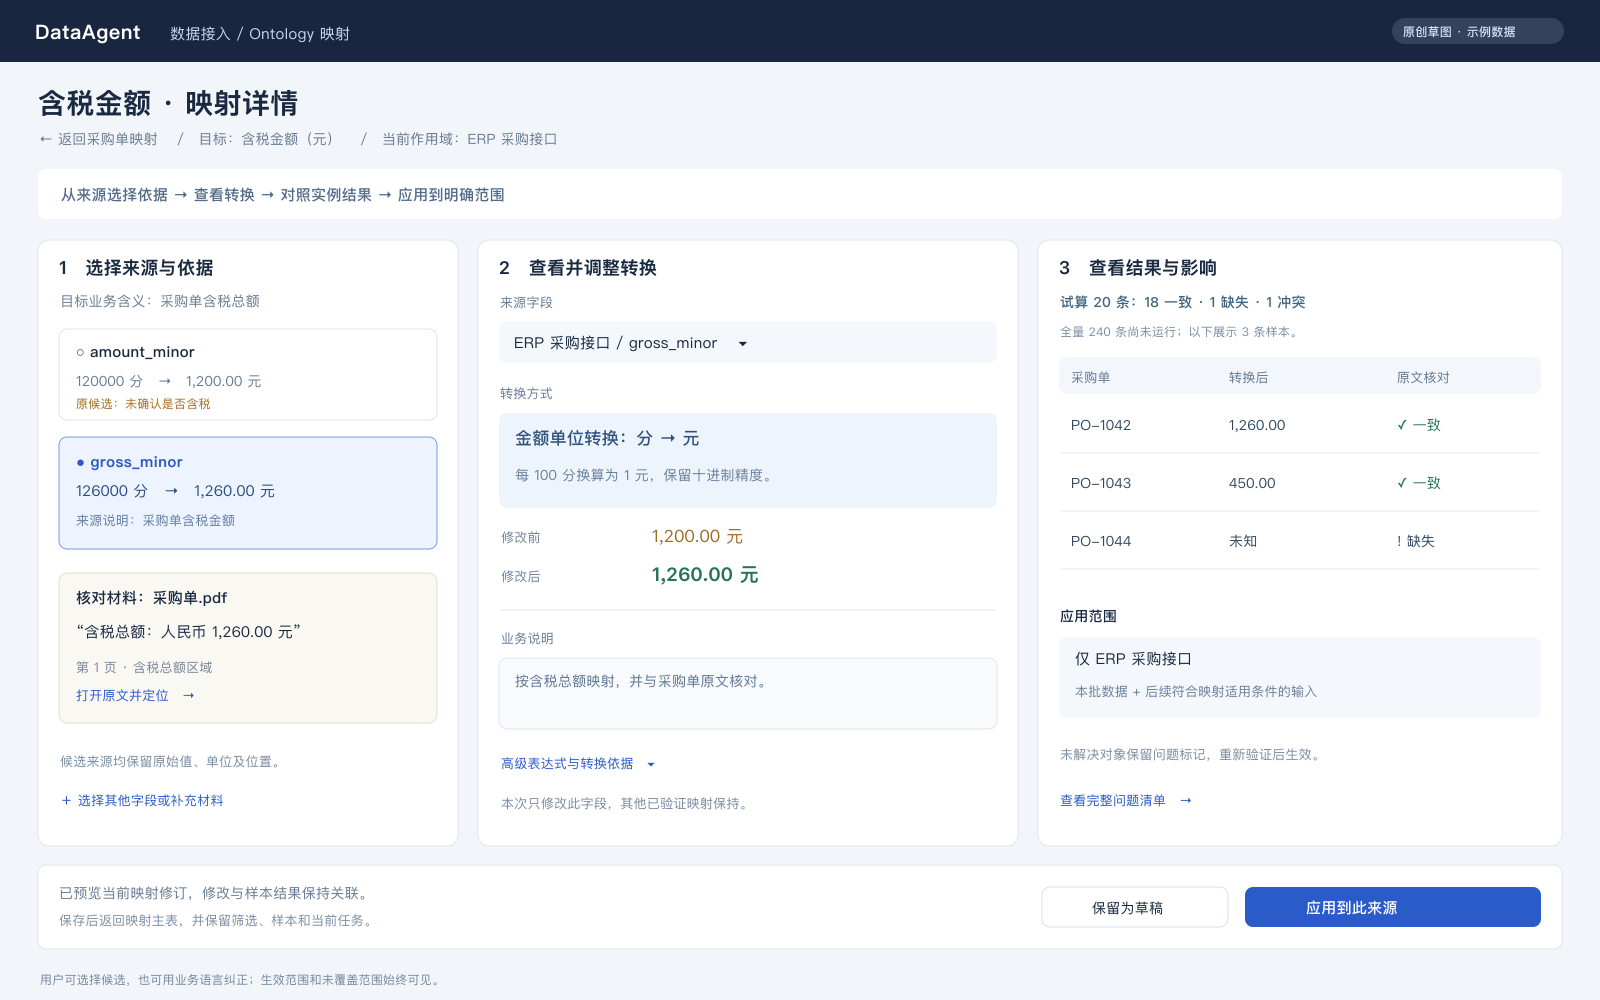 DataAgent 数据接入 / Ontology 映射 原创草图 · 示例数据
含税金额 · 映射详情
← 返回采购单映射 / 目标：含税金额（元） / 当前作用域：ERP 采购接口
从来源选择依据 → 查看转换 → 对照实例结果 → 应用到明确范围
1 选择来源与依据
目标业务含义：采购单含税总额
○ amount_minor
120000 分 → 1,200.00 元
原候选：未确认是否含税
● gross_minor
126000 分 → 1,260.00 元
来源说明：采购单含税金额
核对材料：采购单.pdf
“含税总额：人民币 1,260.00 元”
第 1 页 · 含税总额区域
打开原文并定位 →
候选来源均保留原始值、单位及位置。
+ 选择其他字段或补充材料
2 查看并调整转换
来源字段
ERP 采购接口 / gross_minor ▾
转换方式
金额单位转换：分 → 元
每 100 分换算为 1 元，保留十进制精度。
修改前 1,200.00 元
修改后 1,260.00 元
业务说明
按含税总额映射，并与采购单原文核对。
高级表达式与转换依据 ▾
本次只修改此字段，其他已验证映射保持。
3 查看结果与影响
试算 20 条：18 一致 · 1 缺失 · 1 冲突
全量 240 条尚未运行；以下展示 3 条样本。
采购单 转换后 原文核对
PO-1042 1,260.00 ✓ 一致
PO-1043 450.00 ✓ 一致
PO-1044 未知 ! 缺失
应用范围
仅 ERP 采购接口
本批数据 + 后续符合映射适用条件的输入
未解决对象保留问题标记，重新验证后生效。
查看完整问题清单 →
已预览当前映射修订，修改与样本结果保持关联。
保存后返回映射主表，并保留筛选、样本和当前任务。
保留为草稿 应用到此来源
用户可选择候选，也可用业务语言纠正；生效范围和未覆盖范围始终可见。